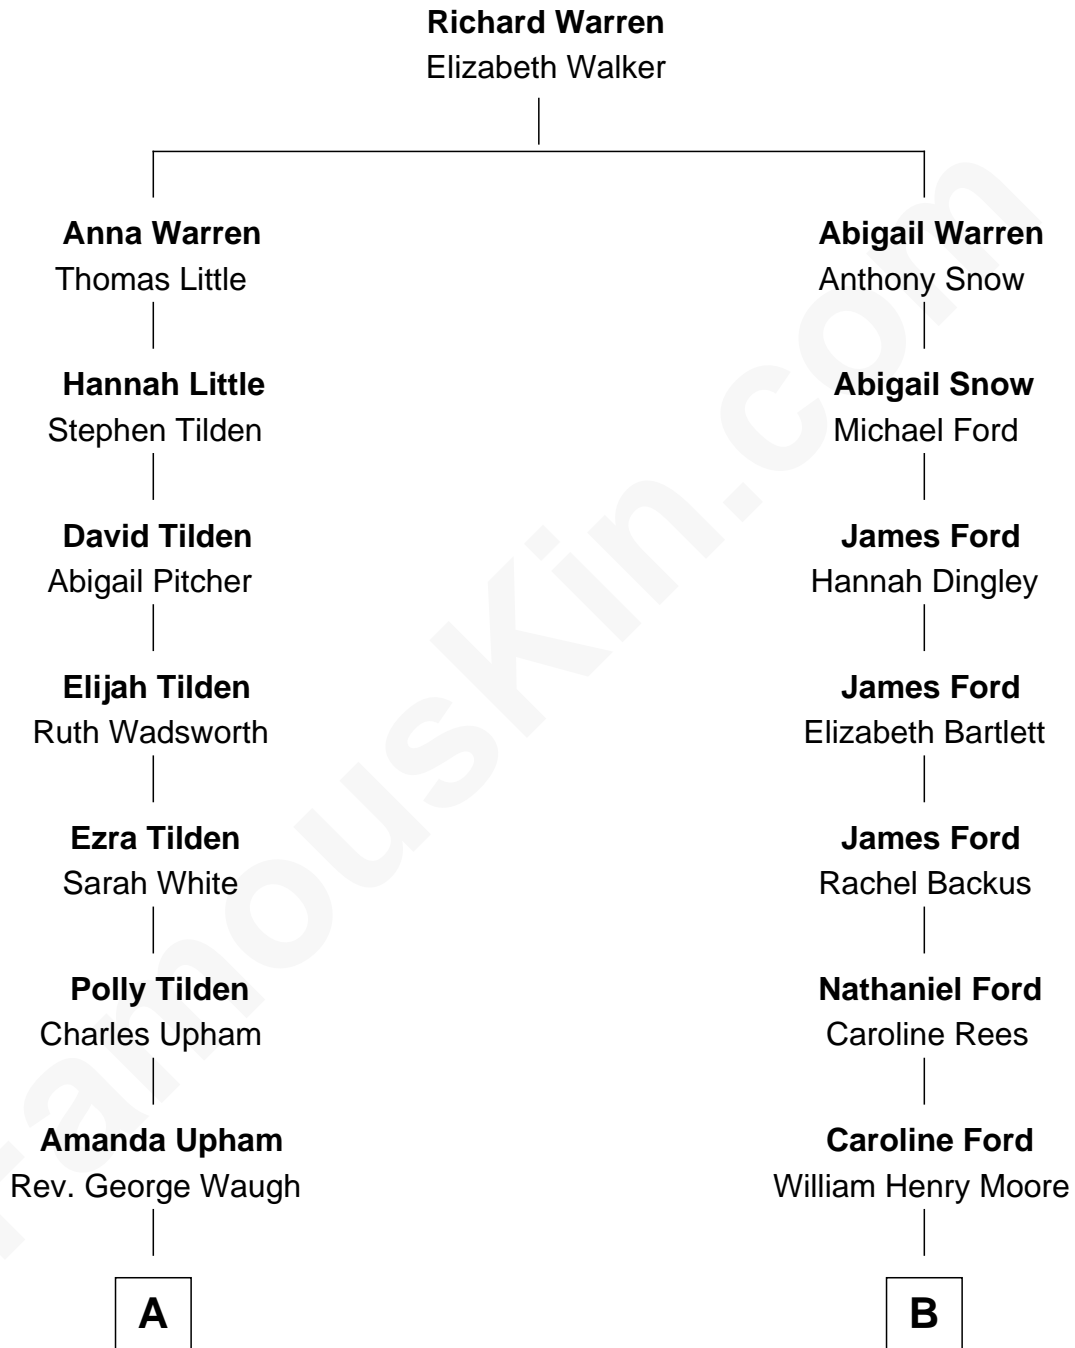 Richard Warren
Elizabeth Walker
Anna Warren
Thomas Little
Abigail Warren
Anthony Snow
Hannah Little
Stephen Tilden
Abigail Snow
Michael Ford
David Tilden
Abigail Pitcher
James Ford
Hannah Dingley
Elijah Tilden
Ruth Wadsworth
James Ford
Elizabeth Bartlett
Ezra Tilden
Sarah White
James Ford
Rachel Backus
Polly Tilden
Charles Upham
Nathaniel Ford
Caroline Rees
Amanda Upham
Rev. George Waugh
Caroline Ford
William Henry Moore
A
B
FamousKin.com